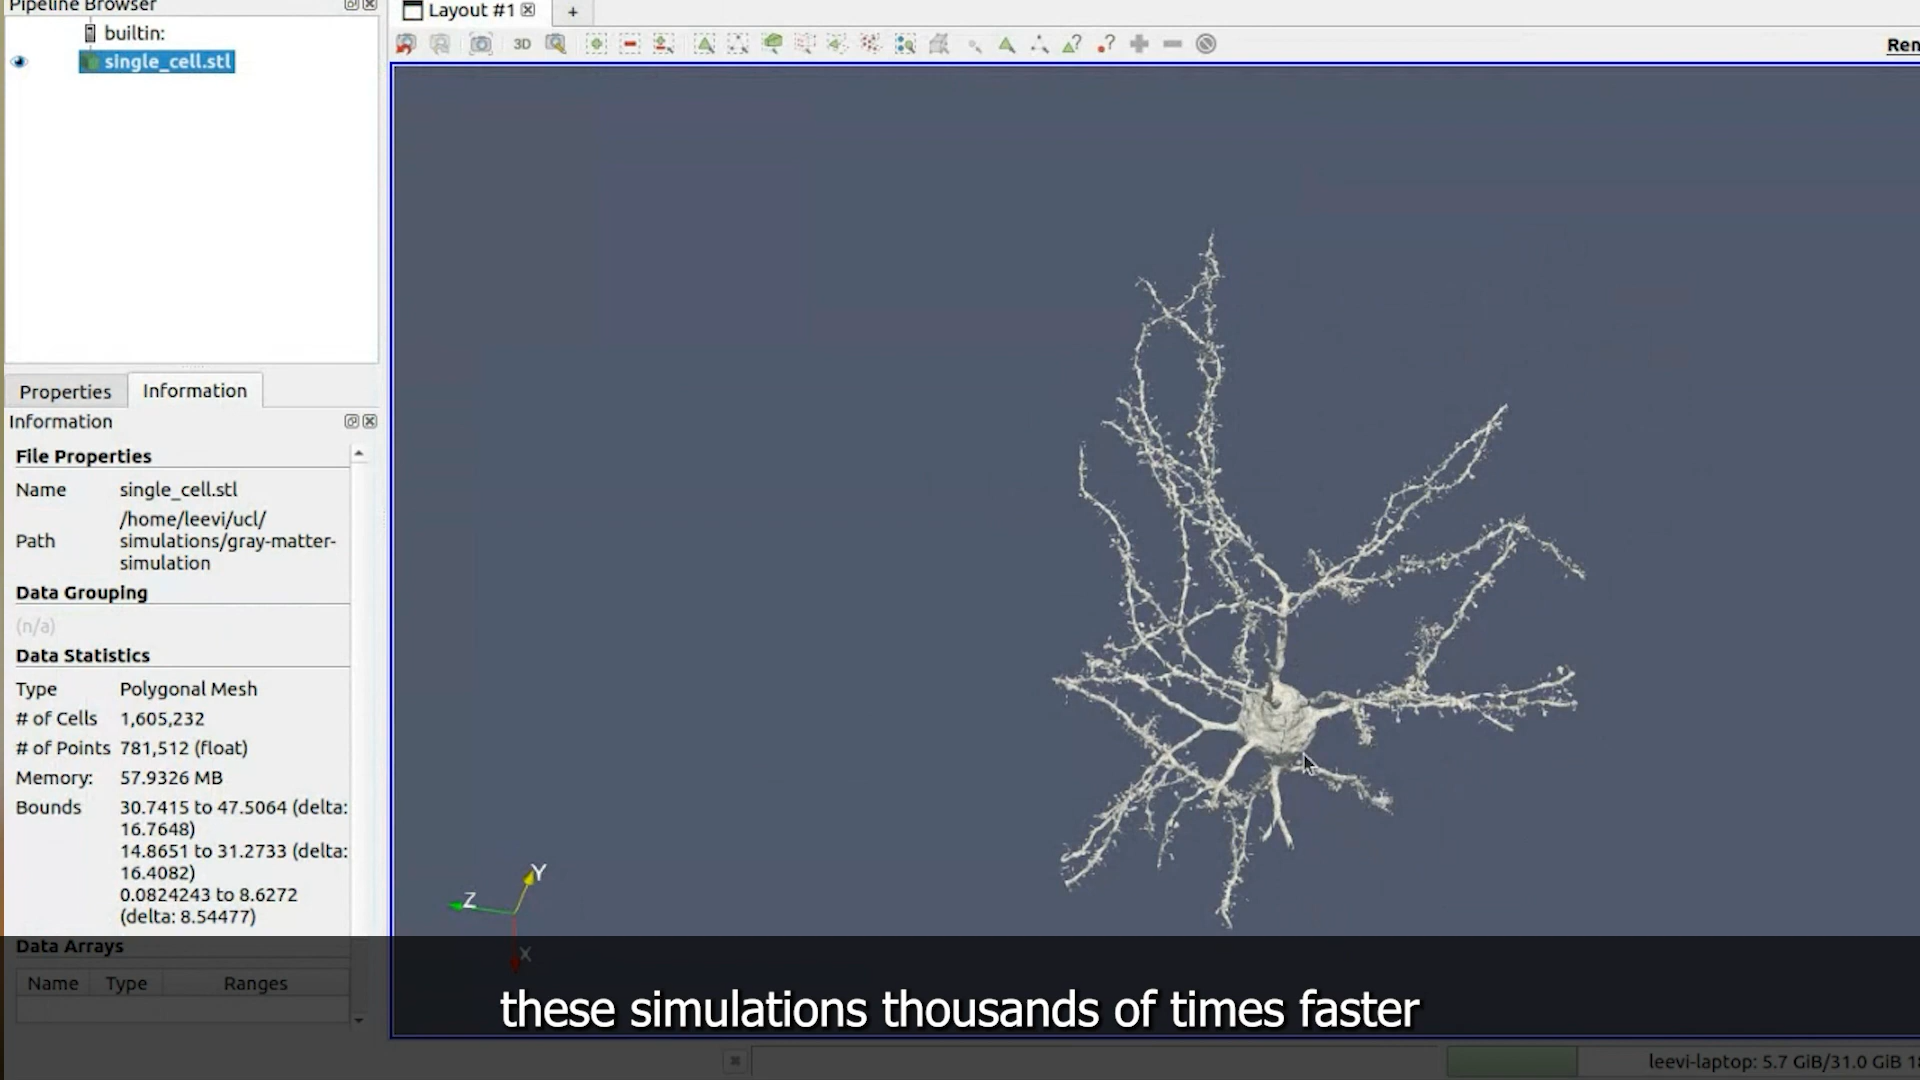 Pipeline Browser
Layout #1
+
builtin:
single_cell.stl
3D
Ren
Properties
Information
Information
File Properties
Name single_cell.stl
Path /home/leevi/ucl/
simulations/gray-matter-
simulation
Data Grouping
(n/a)
Data Statistics
Type Polygonal Mesh
# of Cells 1,605,232
# of Points 781,512 (float)
Memory: 57.9326 MB
Bounds 30.7415 to 47.5064 (delta:
16.7648)
14.8651 to 31.2733 (delta:
16.4082)
0.0824243 to 8.6272
(delta: 8.54477)
Data Arrays
Name Type Ranges
Y
Z
X
these simulations thousands of times faster
leevi-laptop: 5.7 GiB/31.0 GiB